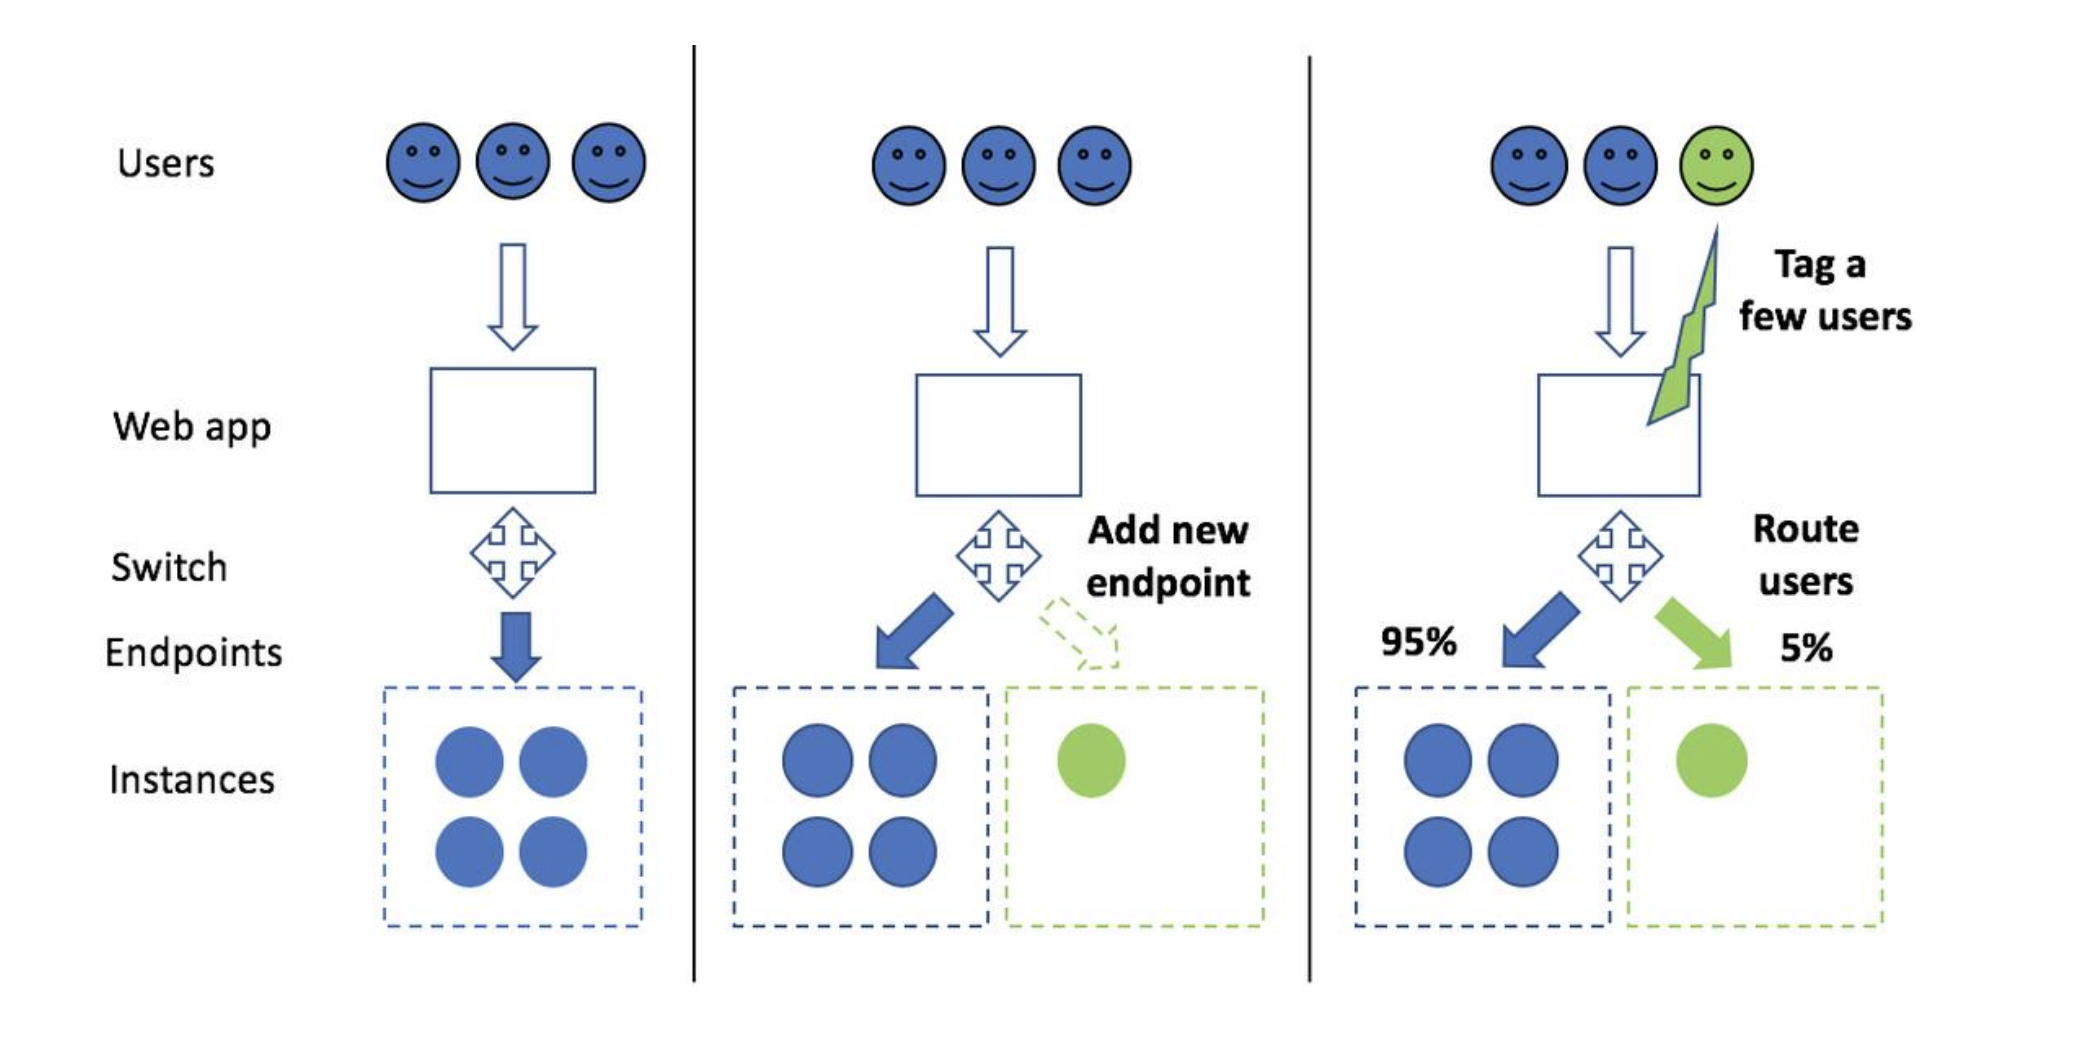 Users
Tag a
few users
Web app
Add new
endpoint
Route
users
Switch
Endpoints
95%
5%
Instances